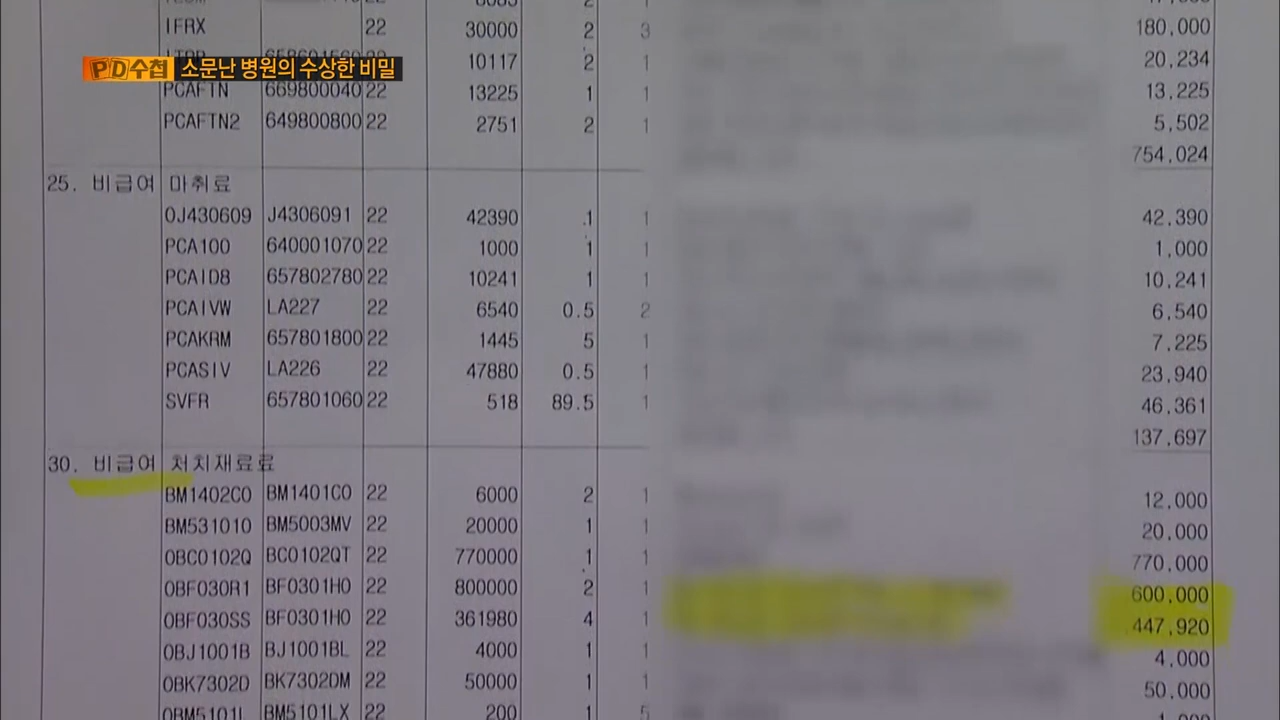 IFRX 22 30000 2 3 180,000
10117 2 1 20,234
PD수첩 소문난 병원의 수상한 비밀
PCAFTN 669800040 22 13225 1 1 13,225
PCAFTN2 649800800 22 2751 2 1 5,502
754,024
25. 비급여 마취료
0J430609 J4306091 22 42390 1 1 42,390
PCA100 640001070 22 1000 1 1 1,000
PCAID8 657802780 22 10241 1 1 10,241
PCAIVW LA227 22 6540 0.5 2 6,540
PCAKRM 657801800 22 1445 5 1 7,225
PCASIV LA226 22 47880 0.5 1 23,940
SVFR 657801060 22 518 89.5 1 46,361
137,697
30. 비급여 처치재료료
BM1402C0 BM1401C0 22 6000 2 1 12,000
BM531010 BM5003MV 22 20000 1 1 20,000
0BC0102Q BC0102QT 22 770000 1 1 770,000
0BF030R1 BF0301H0 22 800000 2 1 600,000
0BF030SS BF0301H0 22 361980 4 1 447,920
0BJ1001B BJ1001BL 22 4000 1 1 4,000
0BK7302D BK7302DM 22 50000 1 1 50,000
0BM5101L BM5101LX 22 200 1 5